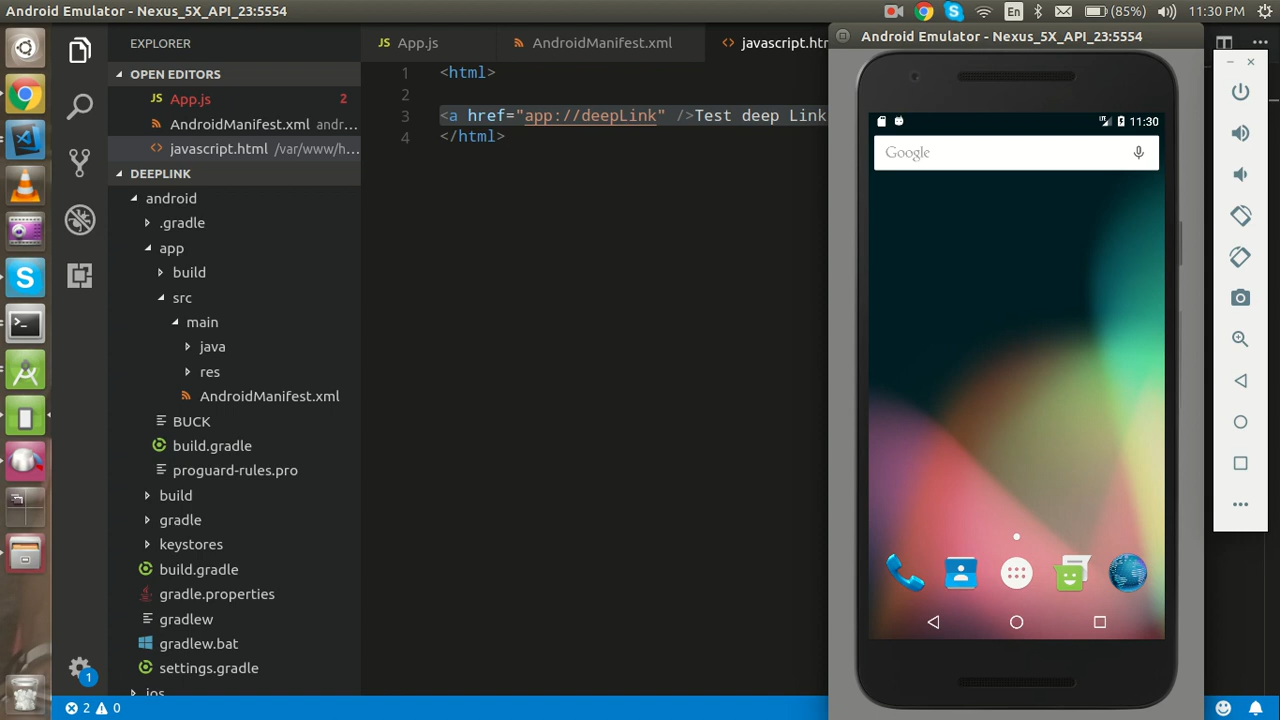 Android Emulator - Nexus_5X_API_23:5554
En
(85%)
11:30 PM
EXPLORER
OPEN EDITORS
JS App.js 2
AndroidManifest.xml andr...
<> javascript.html /var/www/h...
DEEPLINK
android
.gradle
app
build
src
main
java
res
AndroidManifest.xml
BUCK
build.gradle
proguard-rules.pro
build
gradle
keystores
build.gradle
gradle.properties
gradlew
gradlew.bat
settings.gradle
ios
1
2 0
JS App.js
AndroidManifest.xml
<> javascript.htm
1 <html>
2
3 <a href="app://deepLink" />Test deep Link
4 </html>
Android Emulator - Nexus_5X_API_23:5554
11:30
Google